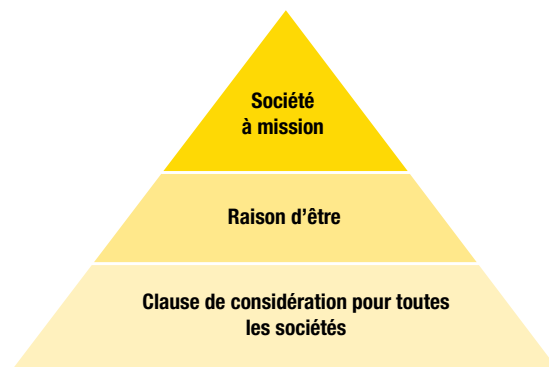 Société
à mission
Raison d’être
Clause de considération pour toutes
les sociétés